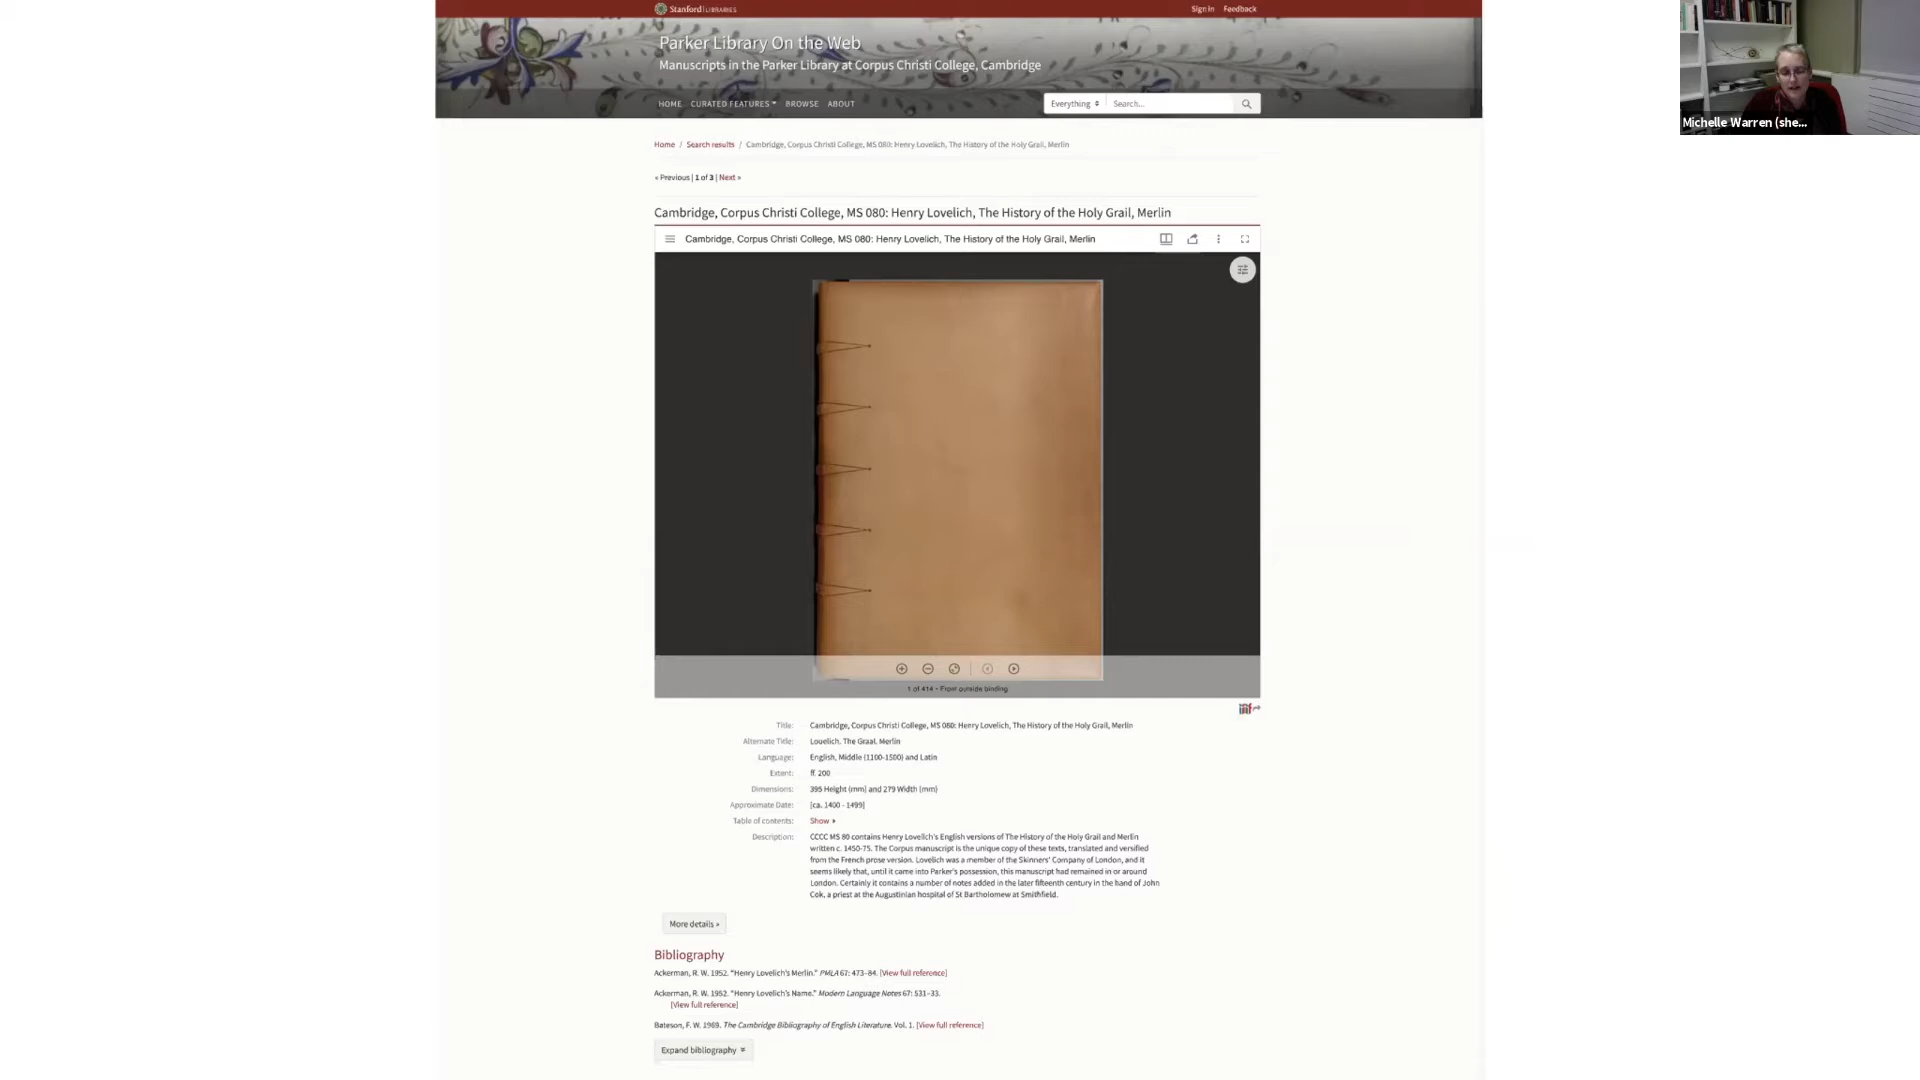 Stanford | LIBRARIES
Sign in Feedback
Parker Library On the Web
Manuscripts in the Parker Library at Corpus Christi College, Cambridge
HOME CURATED FEATURES BROWSE ABOUT
Everything Search...
Michelle Warren (she...
Home / Search results / Cambridge, Corpus Christi College, MS 080: Henry Lovelich, The History of the Holy Grail, Merlin
« Previous | 1 of 3 | Next »
Cambridge, Corpus Christi College, MS 080: Henry Lovelich, The History of the Holy Grail, Merlin
Cambridge, Corpus Christi College, MS 080: Henry Lovelich, The History of the Holy Grail, Merlin
1 of 414 • Front outside binding
iiif
Title: Cambridge, Corpus Christi College, MS 080: Henry Lovelich, The History of the Holy Grail, Merlin
Alternate Title: Louelich. The Graal. Merlin
Language: English, Middle (1100-1500) and Latin
Extent: ff. 200
Dimensions: 395 Height (mm) and 279 Width (mm)
Approximate Date: [ca. 1400 - 1499]
Table of contents: Show
Description: CCCC MS 80 contains Henry Lovelich's English versions of The History of the Holy Grail and Merlin
written c. 1450-75. The Corpus manuscript is the unique copy of these texts, translated and versified
from the French prose version. Lovelich was a member of the Skinners' Company of London, and it
seems likely that, until it came into Parker's possession, this manuscript had remained in or around
London. Certainly it contains a number of notes added in the later fifteenth century in the hand of John
Cok, a priest at the Augustinian hospital of St Bartholomew at Smithfield.
More details »
Bibliography
Ackerman, R. W. 1952. "Henry Lovelich's Merlin." PMLA 67: 473–84. [View full reference]
Ackerman, R. W. 1952. "Henry Lovelich's Name." Modern Language Notes 67: 531–33.
[View full reference]
Bateson, F. W. 1969. The Cambridge Bibliography of English Literature. Vol. 1. [View full reference]
Expand bibliography